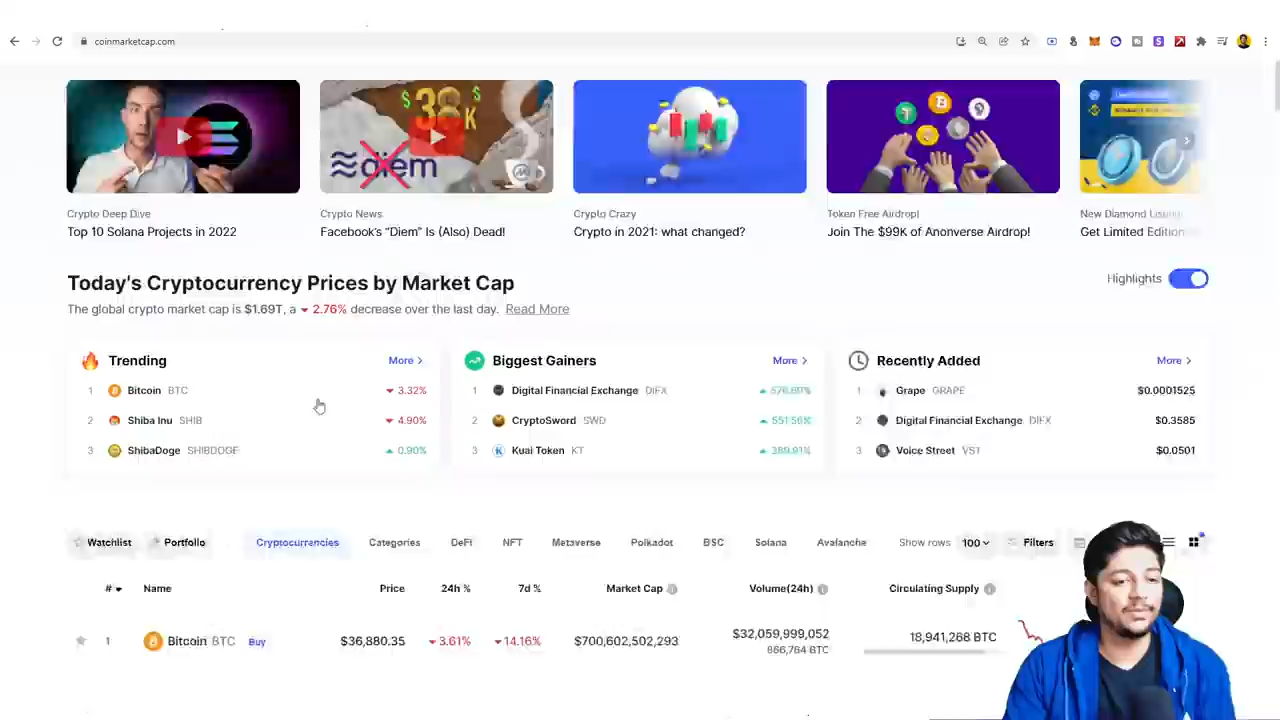 coinmarketcap.com
$ 38 $
K
diem
Crypto Deep Dive
Top 10 Solana Projects in 2022
Crypto News
Facebook's "Diem" Is (Also) Dead!
Crypto Crazy
Crypto in 2021: what changed?
Token Free Airdrop!
Join The $99K of Anonverse Airdrop!
New Diamond Listing
Get Limited Edition
Today's Cryptocurrency Prices by Market Cap
Highlights
The global crypto market cap is $1.69T, a 2.76% decrease over the last day. Read More
Trending More >
1 Bitcoin BTC 3.32%
2 Shiba Inu SHIB 4.90%
3 ShibaDoge SHIBDOGE 0.90%
Biggest Gainers More >
1 Digital Financial Exchange DIFX 576.69%
2 CryptoSword SWD 551.56%
3 Kuai Token KT 389.91%
Recently Added More >
1 Grape GRAPE $0.0001525
2 Digital Financial Exchange DIFX $0.3585
3 Voice Street VST $0.0501
Watchlist Portfolio Cryptocurrencies Categories DeFi NFT Metaverse Polkadot BSC Solana Avalanche Show rows 100 Filters
# Name Price 24h % 7d % Market Cap Volume(24h) Circulating Supply
1 Bitcoin BTC Buy $36,880.35 3.61% 14.16% $700,602,502,293 $32,059,999,052 18,941,268 BTC
866,764 BTC